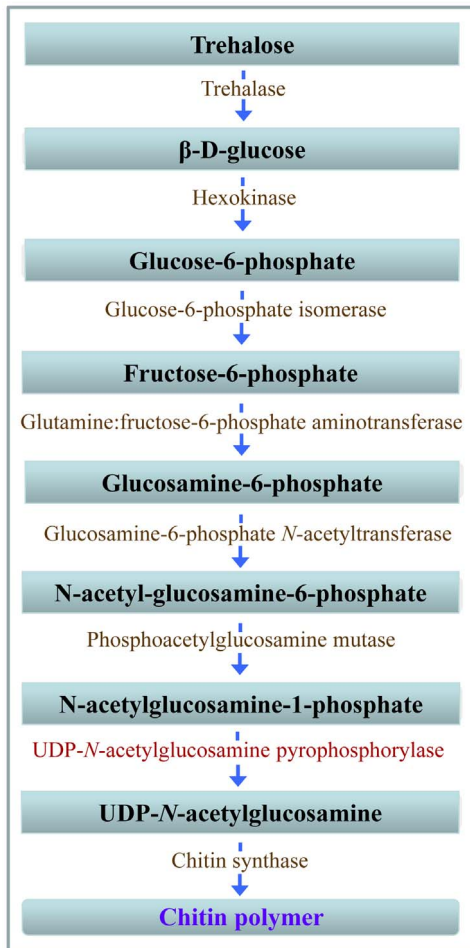 Trehalose
Trehalase
β-D-glucose
Hexokinase
Glucose-6-phosphate
Glucose-6-phosphate isomerase
Fructose-6-phosphate
Glutamine:fructose-6-phosphate aminotransferase
Glucosamine-6-phosphate
Glucosamine-6-phosphate N-acetyltransferase
N-acetyl-glucosamine-6-phosphate
Phosphoacetylglucosamine mutase
N-acetylglucosamine-1-phosphate
UDP-N-acetylglucosamine pyrophosphorylase
UDP-N-acetylglucosamine
Chitin synthase
Chitin polymer